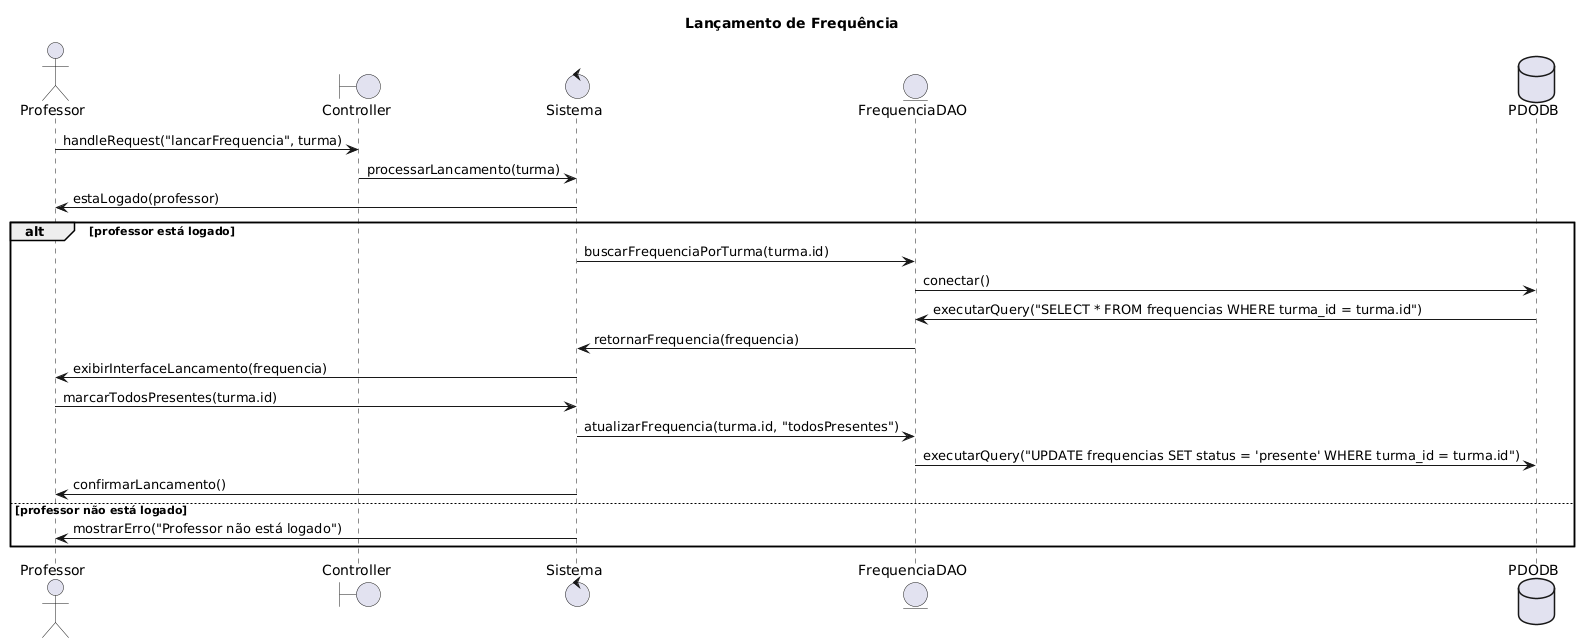 Lançamento de Frequência
Professor
Controller
Sistema
FrequenciaDAO
PDODB
handleRequest("lancarFrequencia", turma)
processarLancamento(turma)
estaLogado(professor)
alt
[professor está logado]
buscarFrequenciaPorTurma(turma.id)
conectar()
executarQuery("SELECT * FROM frequencias WHERE turma_id = turma.id")
retornarFrequencia(frequencia)
exibirInterfaceLancamento(frequencia)
marcarTodosPresentes(turma.id)
atualizarFrequencia(turma.id, "todosPresentes")
executarQuery("UPDATE frequencias SET status = 'presente' WHERE turma_id = turma.id")
confirmarLancamento()
[professor não está logado]
mostrarErro("Professor não está logado")
Professor
Controller
Sistema
FrequenciaDAO
PDODB